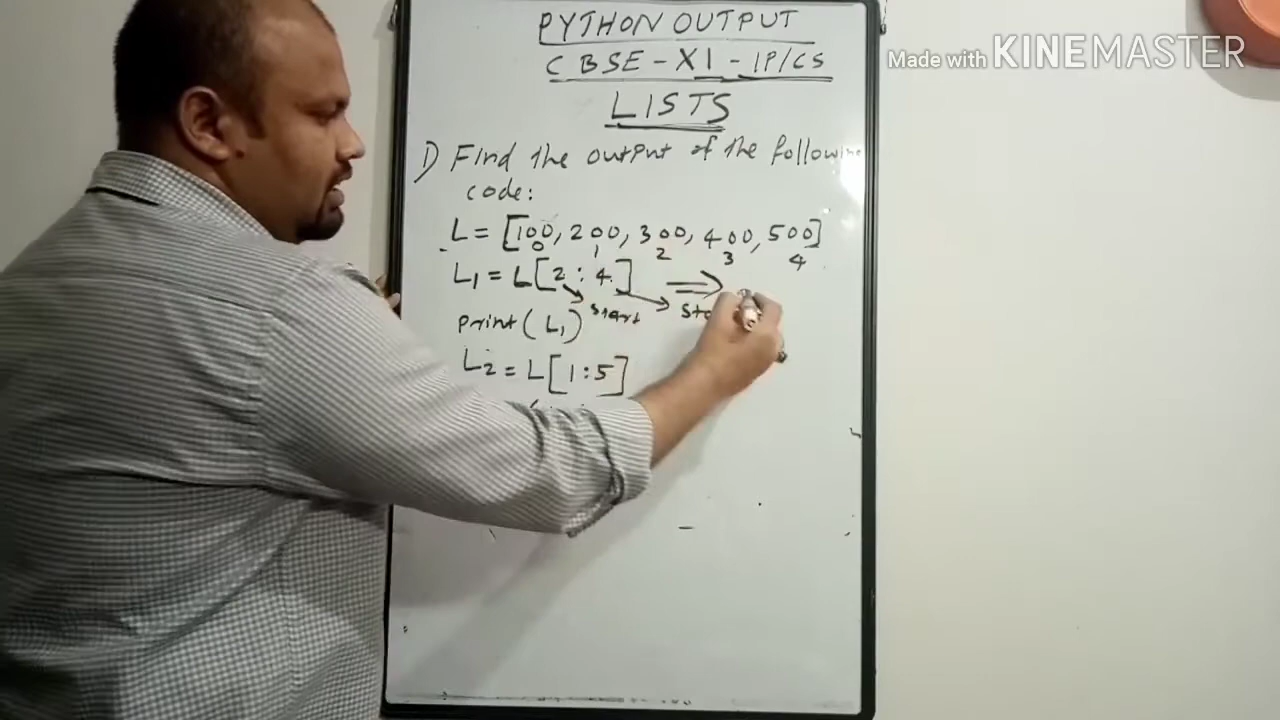 PYTHON OUTPUT
CBSE - XI - IP/CS
LISTS
Made with KINEMASTER
1) Find the output of the following
code:
L = [100, 200, 300, 400, 500]
0 1 2 3 4
L1 = L[2:4] ⇒
start
print(L1)
L2 = L[1:5]